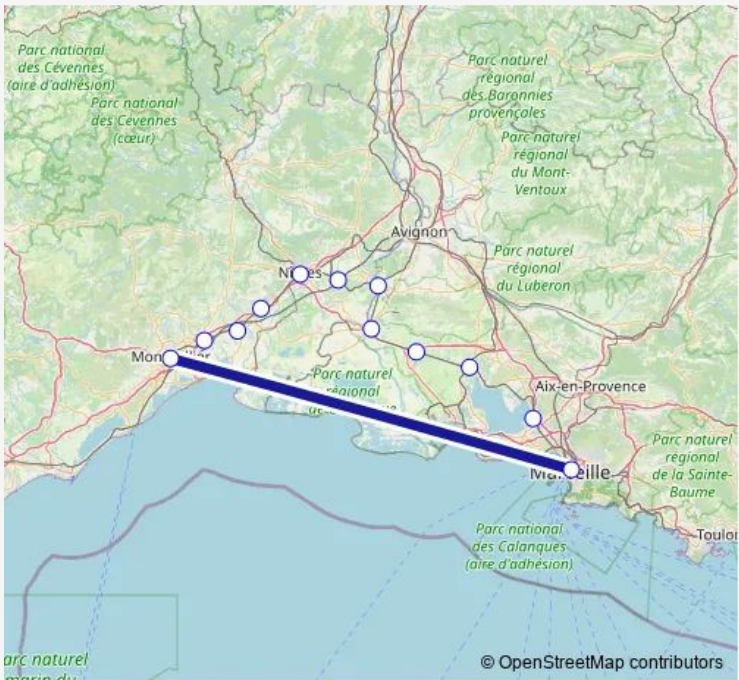 Parc national
des Cévennes
(aire d'adhésion)
Parc national
des Cévennes
(cœur)
Parc naturel
régional
des Baronnies
provençales
Parc naturel
régional
du Mont-
Ventoux
Avignon
Parc naturel
régional
du Luberon
Aix-en-Provence
Parc naturel
régional
Parc naturel
régional
de la Sainte-
Baume
Parc national
des Calanques
(aire d'adhésion)
arc naturel
© OpenStreetMap contributors